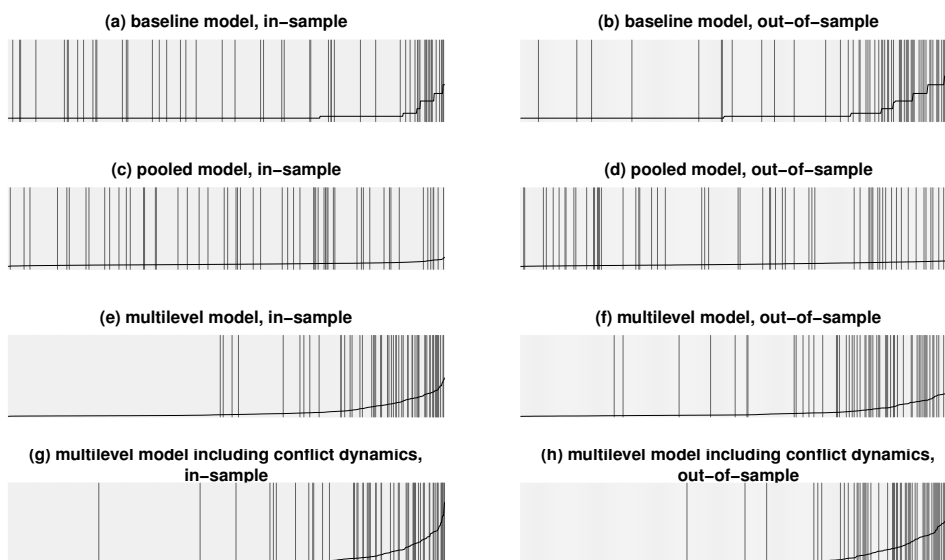 (a) baseline model, in−sample
(b) baseline model, out−of−sample
(c) pooled model, in−sample
(d) pooled model, out−of−sample
(e) multilevel model, in−sample
(f) multilevel model, out−of−sample
(g) multilevel model including conflict dynamics,
in−sample
(h) multilevel model including conflict dynamics,
out−of−sample